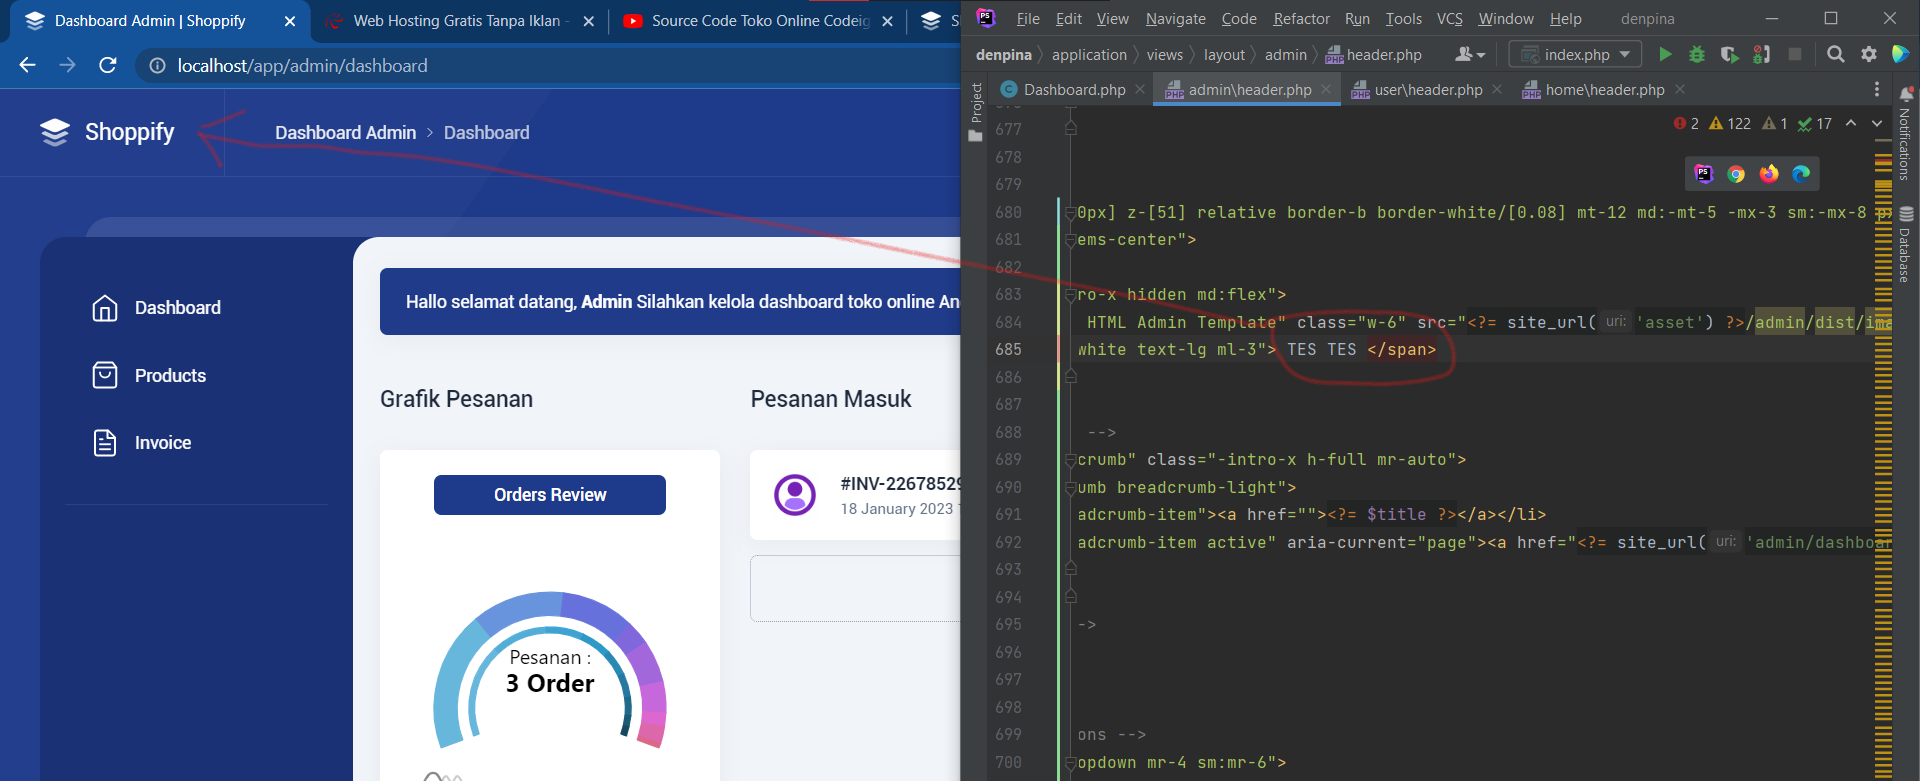 Dashboard Admin | Shoppify
Web Hosting Gratis Tanpa Iklan -
Source Code Toko Online Codeig
localhost/app/admin/dashboard
Shoppify
Dashboard Admin > Dashboard
Dashboard
Products
Invoice
Hallo selamat datang, Admin Silahkan kelola dashboard toko online An
Grafik Pesanan
Pesanan Masuk
Orders Review
#INV-22678529
18 January 2023
Pesanan :
3 Order
PS
File Edit View Navigate Code Refactor Run Tools VCS Window Help denpina
denpina application views layout admin header.php
index.php
Dashboard.php admin\header.php user\header.php home\header.php
Project
Notifications
Database
2 122 1 17
677
678
679
680 0px] z-[51] relative border-b border-white/[0.08] mt-12 md:-mt-5 -mx-3 sm:-mx-8 p
681 ems-center">
682
683 ro-x hidden md:flex">
684 HTML Admin Template" class="w-6" src="<?= site_url( uri: 'asset') ?>/admin/dist/ima
685 white text-lg ml-3"> TES TES </span>
686
687
688 -->
689 crumb" class="-intro-x h-full mr-auto">
690 umb breadcrumb-light">
691 adcrumb-item"><a href=""><?= $title ?></a></li>
692 adcrumb-item active" aria-current="page"><a href="<?= site_url( uri: 'admin/dashboar
693
694
695 ->
696
697
698
699 ons -->
700 opdown mr-4 sm:mr-6">